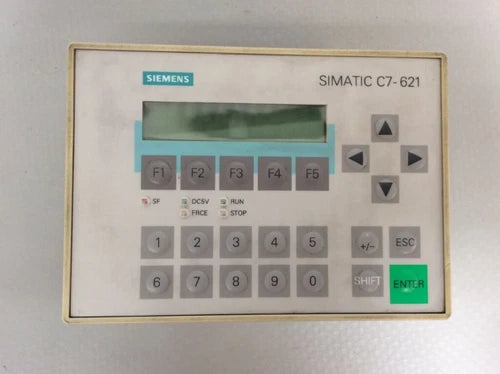 SIEMENS
SIMATIC C7-621
F1 F2 F3 F4 F5
SF DC5V RUN
FRCE STOP
1 2 3 4 5 +/- ESC
6 7 8 9 0 SHIFT ENTER